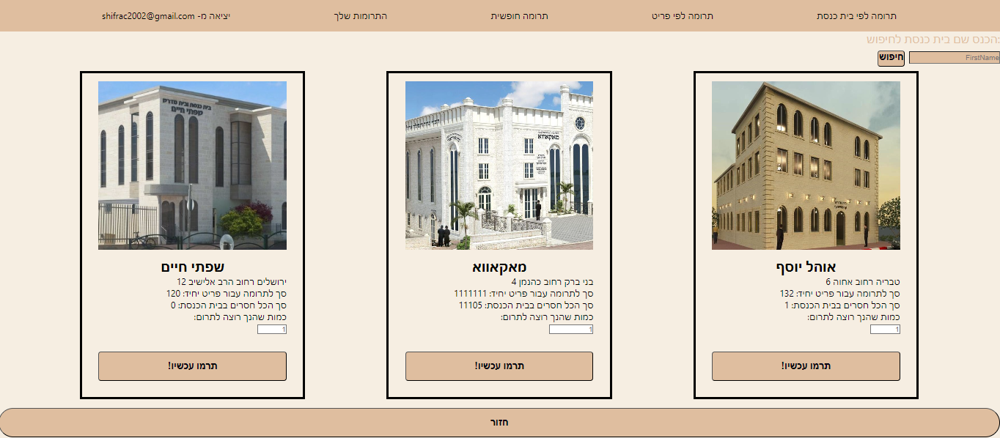 תרומה לפי בית כנסת
תרומה לפי פריט
תרומה חופשית
התרומות שלך
יציאה מ- shifrac2002@gmail.com
הכנס שם בית כנסת לחיפוש:
FirstName
חיפוש
אוהל יוסף
טבריה רחוב אחוה 6
סך לתרומה עבור פריט יחיד: 132
סך הכל חסרים בבית הכנסת: 1
כמות שהנך רוצה לתרום:
1
תרמו עכשיו!
מאקאווא
מאקאווא
בני ברק רחוב כהנמן 4
סך לתרומה עבור פריט יחיד: 1111111
סך הכל חסרים בבית הכנסת: 11105
כמות שהנך רוצה לתרום:
1
תרמו עכשיו!
בית כנסת ובית מדרש
שפתי חיים
שפתי חיים
ירושלים רחוב הרב אלישיב 12
סך לתרומה עבור פריט יחיד: 120
סך הכל חסרים בבית הכנסת: 0
כמות שהנך רוצה לתרום:
1
תרמו עכשיו!
חזור